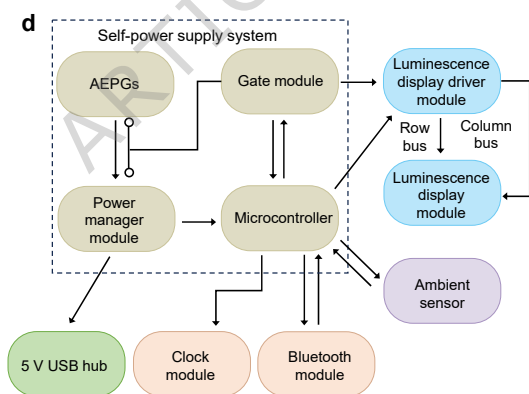 d
Self-power supply system
AEPGs
Gate module
Luminescence
display driver
module
Row
bus
Column
bus
Power
manager
module
Microcontroller
Luminescence
display
module
Ambient
sensor
5 V USB hub
Clock
module
Bluetooth
module
ARTIC